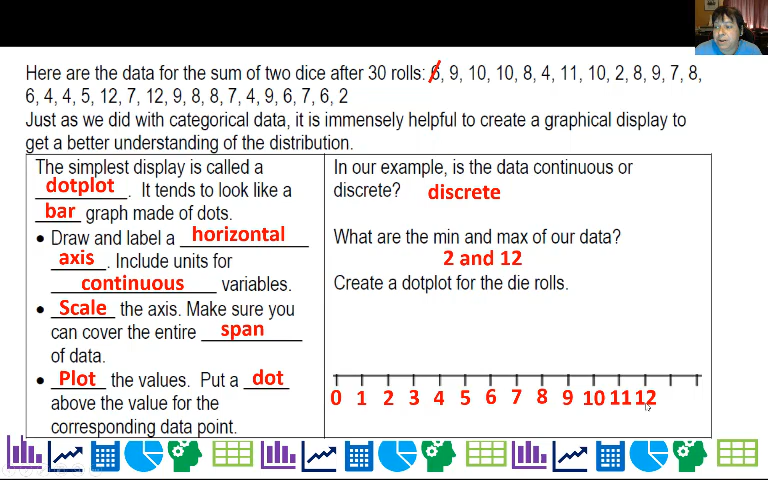 Here are the data for the sum of two dice after 30 rolls: 6, 9, 10, 10, 8, 4, 11, 10, 2, 8, 9, 7, 8,
6, 4, 4, 5, 12, 7, 12, 9, 8, 8, 7, 4, 9, 6, 7, 6, 2
Just as we did with categorical data, it is immensely helpful to create a graphical display to
get a better understanding of the distribution.
The simplest display is called a
dotplot. It tends to look like a
bar graph made of dots.
• Draw and label a horizontal
axis. Include units for
continuous variables.
• Scale the axis. Make sure you
can cover the entire span
of data.
• Plot the values. Put a dot
above the value for the
corresponding data point.
In our example, is the data continuous or
discrete? discrete
What are the min and max of our data?
2 and 12
Create a dotplot for the die rolls.
0 1 2 3 4 5 6 7 8 9 10 11 12